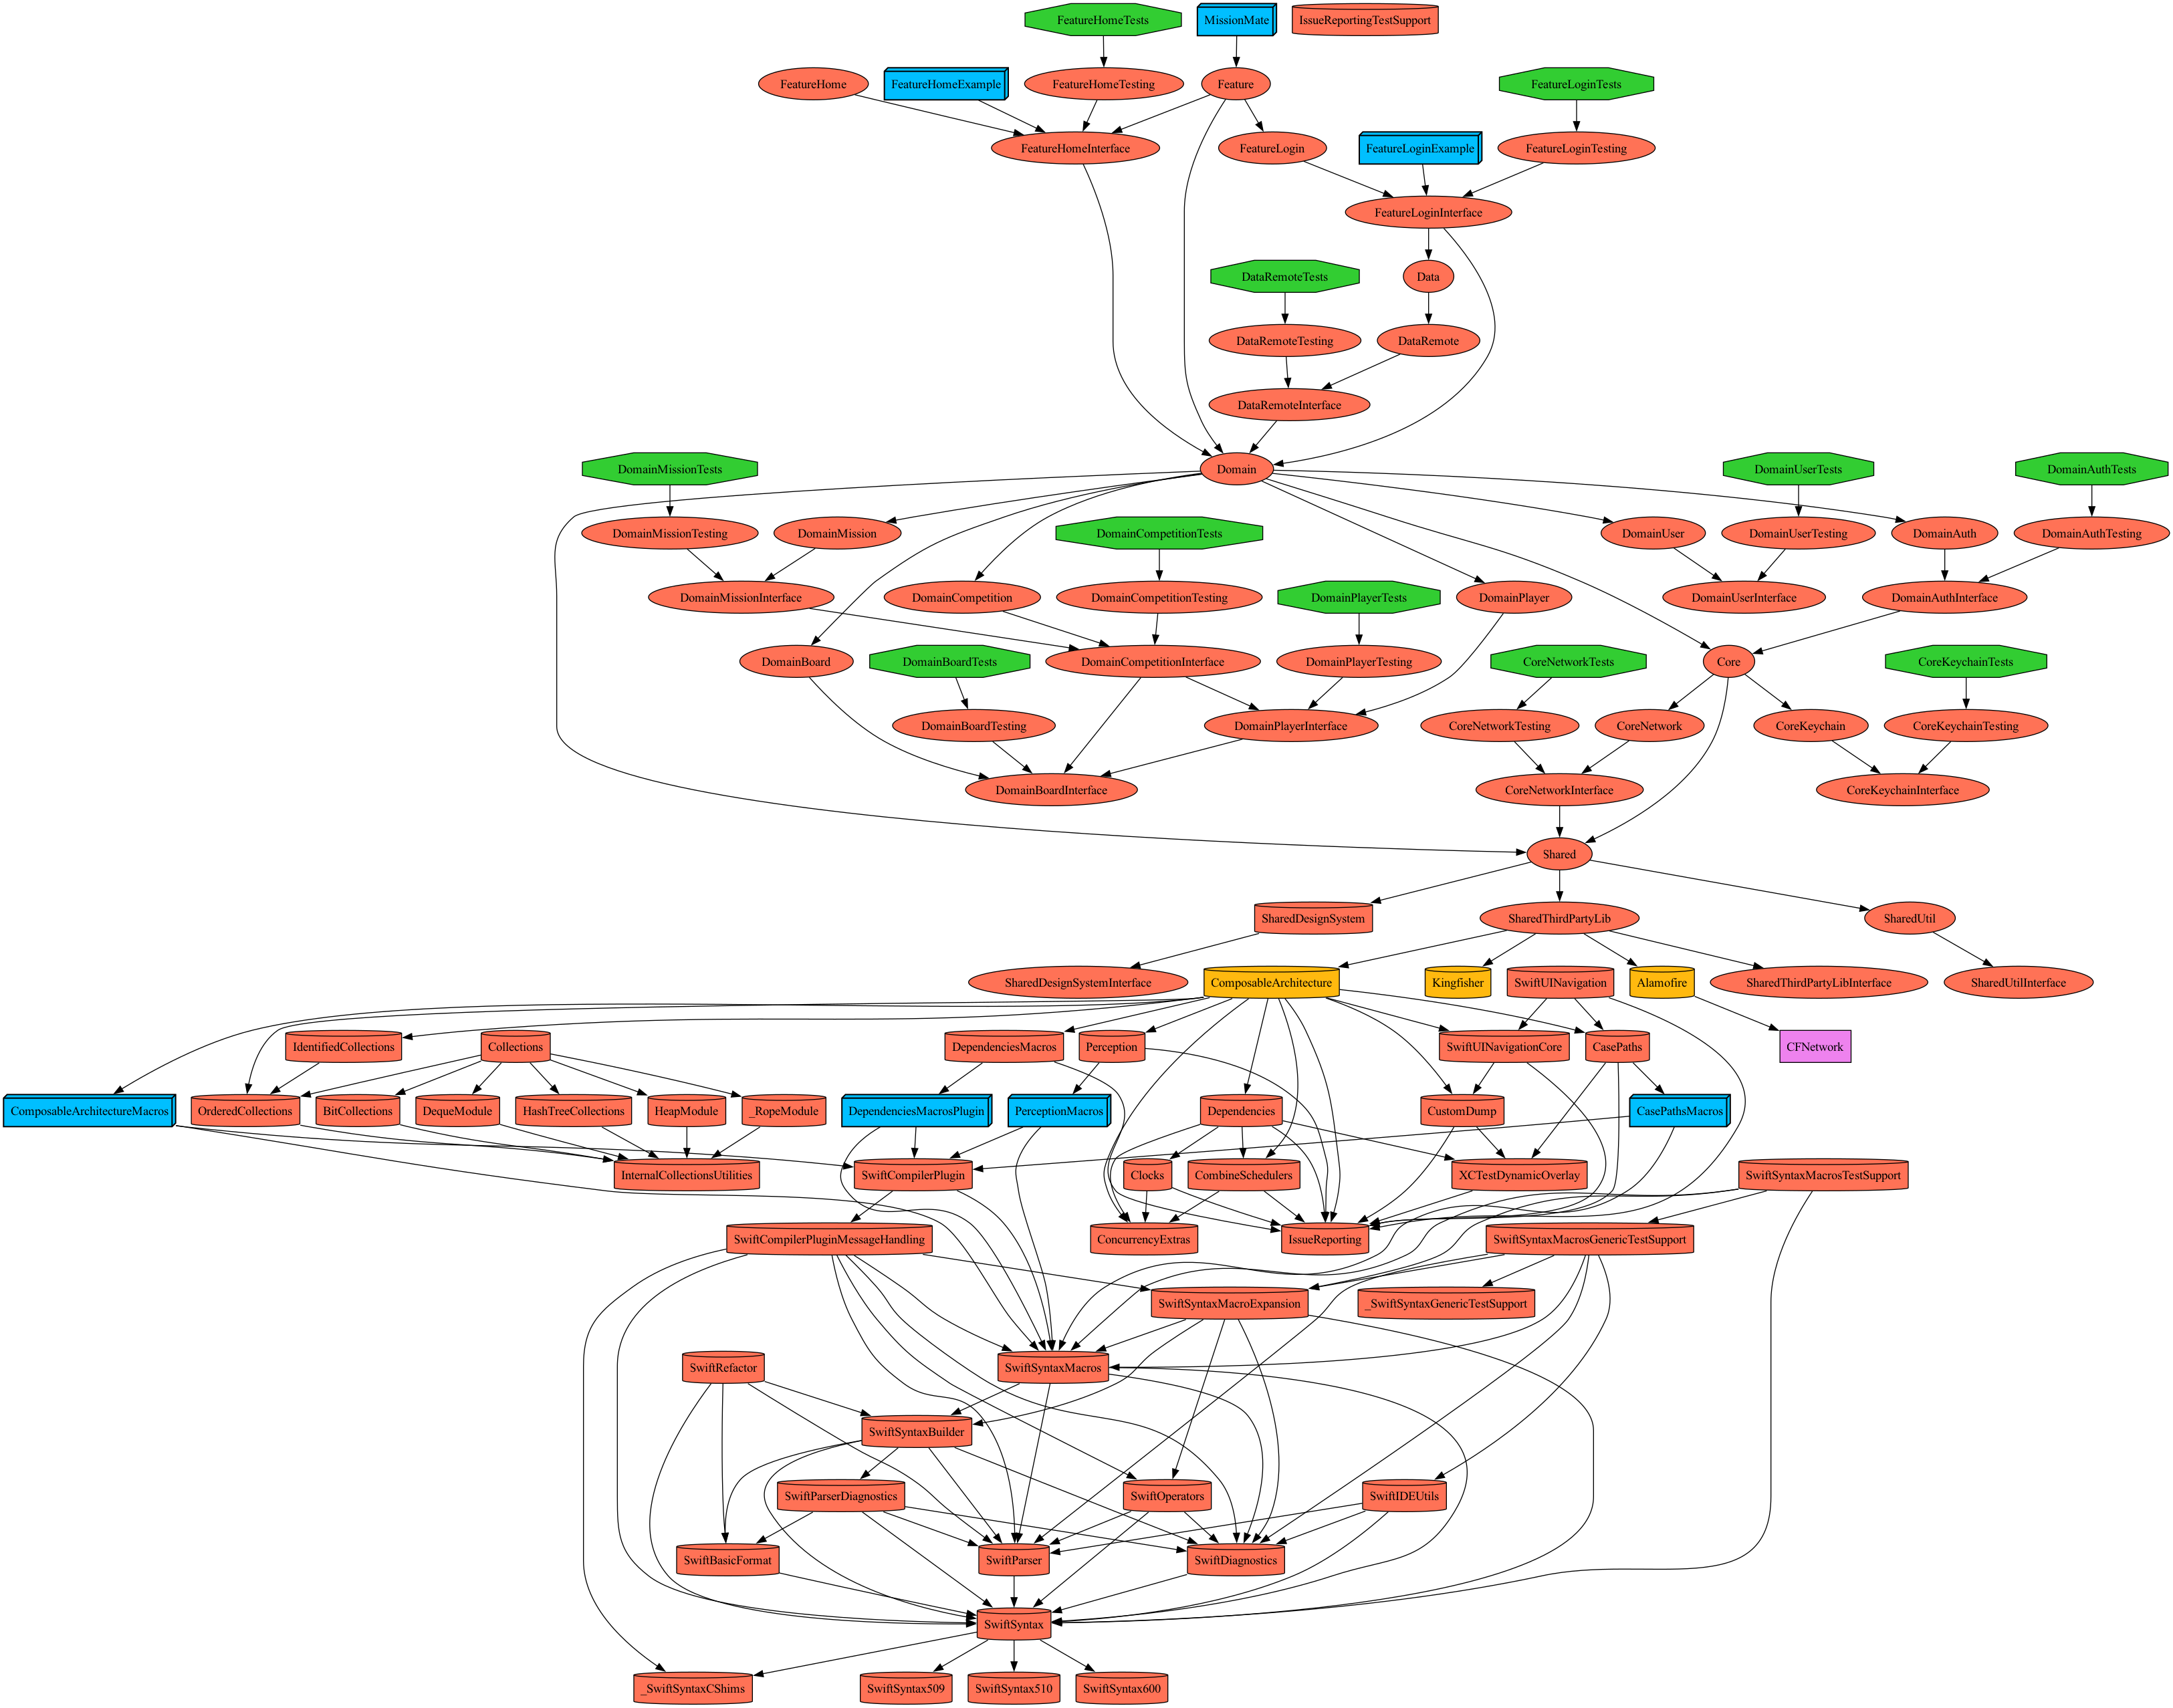 FeatureHomeTests
MissionMate
IssueReportingTestSupport
FeatureHome
FeatureHomeExample
FeatureHomeTesting
Feature
FeatureLoginTests
FeatureHomeInterface
FeatureLogin
FeatureLoginExample
FeatureLoginTesting
FeatureLoginInterface
DataRemoteTests
Data
DataRemoteTesting
DataRemote
DataRemoteInterface
DomainMissionTests
Domain
DomainUserTests
DomainAuthTests
DomainMissionTesting
DomainMission
DomainCompetitionTests
DomainUser
DomainUserTesting
DomainAuth
DomainAuthTesting
DomainMissionInterface
DomainCompetition
DomainCompetitionTesting
DomainPlayerTests
DomainPlayer
DomainUserInterface
DomainAuthInterface
DomainBoard
DomainBoardTests
DomainCompetitionInterface
DomainPlayerTesting
CoreNetworkTests
Core
CoreKeychainTests
DomainBoardTesting
DomainPlayerInterface
CoreNetworkTesting
CoreNetwork
CoreKeychain
CoreKeychainTesting
DomainBoardInterface
CoreNetworkInterface
CoreKeychainInterface
Shared
SharedDesignSystem
SharedThirdPartyLib
SharedUtil
SharedDesignSystemInterface
ComposableArchitecture
Kingfisher
SwiftUINavigation
Alamofire
SharedThirdPartyLibInterface
SharedUtilInterface
IdentifiedCollections
Collections
DependenciesMacros
Perception
SwiftUINavigationCore
CasePaths
CFNetwork
ComposableArchitectureMacros
OrderedCollections
BitCollections
DequeModule
HashTreeCollections
HeapModule
_RopeModule
DependenciesMacrosPlugin
PerceptionMacros
Dependencies
CustomDump
CasePathsMacros
InternalCollectionsUtilities
SwiftCompilerPlugin
Clocks
CombineSchedulers
XCTestDynamicOverlay
SwiftSyntaxMacrosTestSupport
SwiftCompilerPluginMessageHandling
ConcurrencyExtras
IssueReporting
SwiftSyntaxMacrosGenericTestSupport
SwiftSyntaxMacroExpansion
_SwiftSyntaxGenericTestSupport
SwiftRefactor
SwiftSyntaxMacros
SwiftSyntaxBuilder
SwiftParserDiagnostics
SwiftOperators
SwiftIDEUtils
SwiftBasicFormat
SwiftParser
SwiftDiagnostics
SwiftSyntax
_SwiftSyntaxCShims
SwiftSyntax509
SwiftSyntax510
SwiftSyntax600